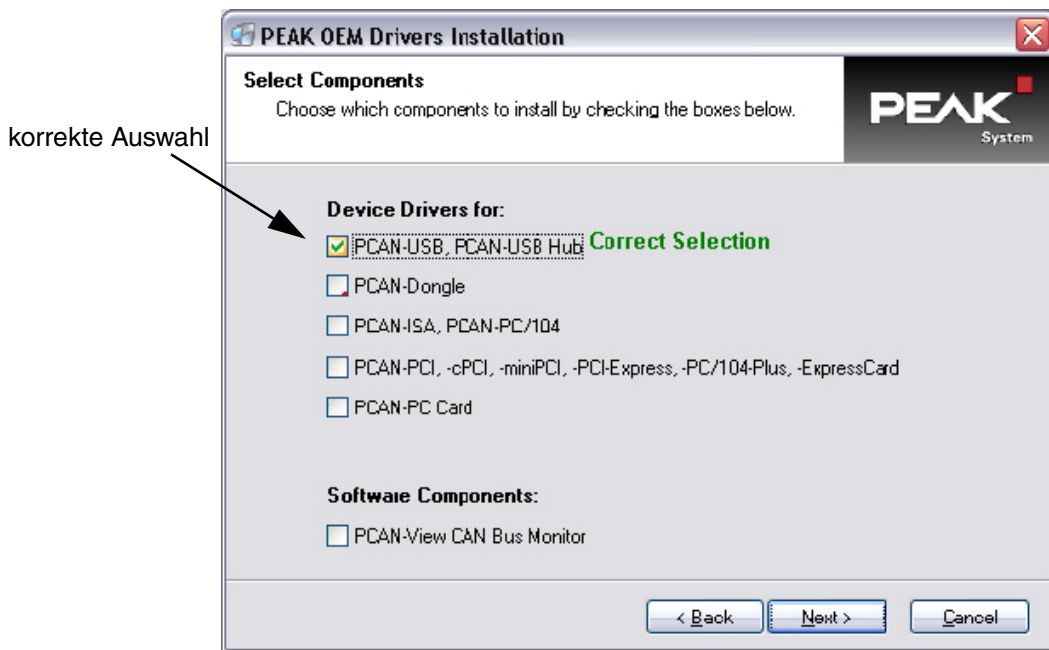 PEAK OEM Drivers Installation
Select Components
Choose which components to install by checking the boxes below.
PEAK
System
korrekte Auswahl
Device Drivers for:
PCAN-USB, PCAN-USB Hub Correct Selection
PCAN-Dongle
PCAN-ISA, PCAN-PC/104
PCAN-PCI, -cPCI, -miniPCI, -PCI-Express, -PC/104-Plus, -ExpressCard
PCAN-PC Card
Software Components:
PCAN-View CAN Bus Monitor
< Back Next > Cancel